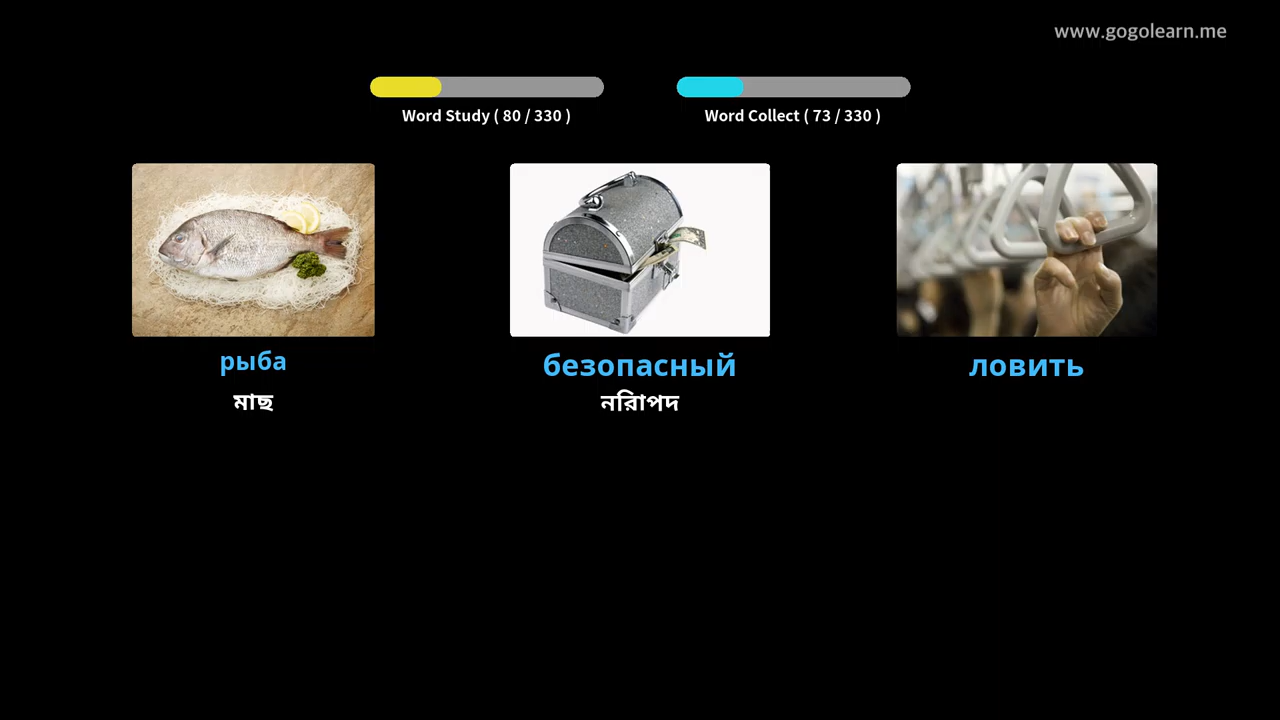 www.gogolearn.me
Word Study ( 80 / 330 )
Word Collect ( 73 / 330 )
рыба
безопасный
ловить
মাছ
নিরাপদ